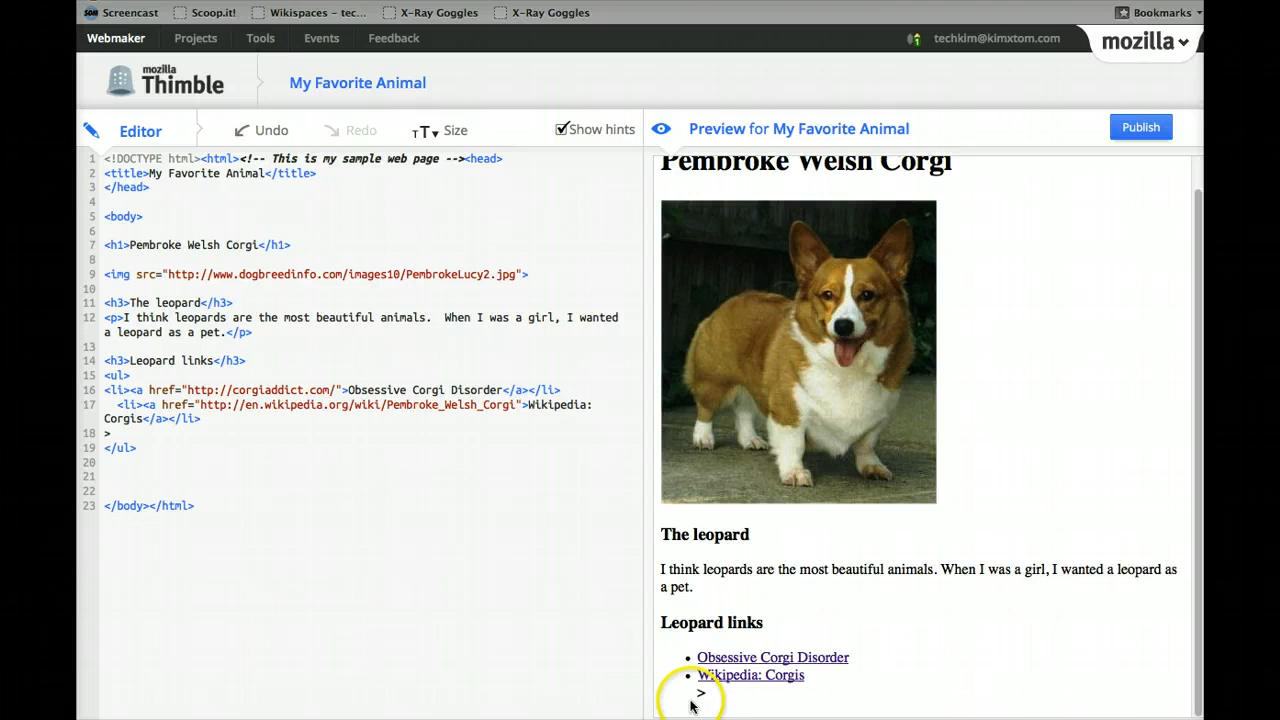 Screencast Scoop.it! Wikispaces - tec... X-Ray Goggles X-Ray Goggles Bookmarks
Webmaker Projects Tools Events Feedback 1 techkim@kimxtom.com mozilla
mozilla
Thimble My Favorite Animal
Editor Undo Redo TT Size Show hints Preview for My Favorite Animal Publish
1 <!DOCTYPE html><html><!-- This is my sample web page --><head>
2 <title>My Favorite Animal</title>
3 </head>
4
5 <body>
6
7 <h1>Pembroke Welsh Corgi</h1>
8
9 <img src="http://www.dogbreedinfo.com/images10/PembrokeLucy2.jpg">
10
11 <h3>The leopard</h3>
12 <p>I think leopards are the most beautiful animals.  When I was a girl, I wanted
a leopard as a pet.</p>
13
14 <h3>Leopard links</h3>
15 <ul>
16 <li><a href="http://corgiaddict.com/">Obsessive Corgi Disorder</a></li>
17   <li><a href="http://en.wikipedia.org/wiki/Pembroke_Welsh_Corgi">Wikipedia:
Corgis</a></li>
18 >
19 </ul>
20
21
22
23 </body></html>
Pembroke Welsh Corgi
The leopard
I think leopards are the most beautiful animals. When I was a girl, I wanted a leopard as
a pet.
Leopard links
• Obsessive Corgi Disorder
• Wikipedia: Corgis
>